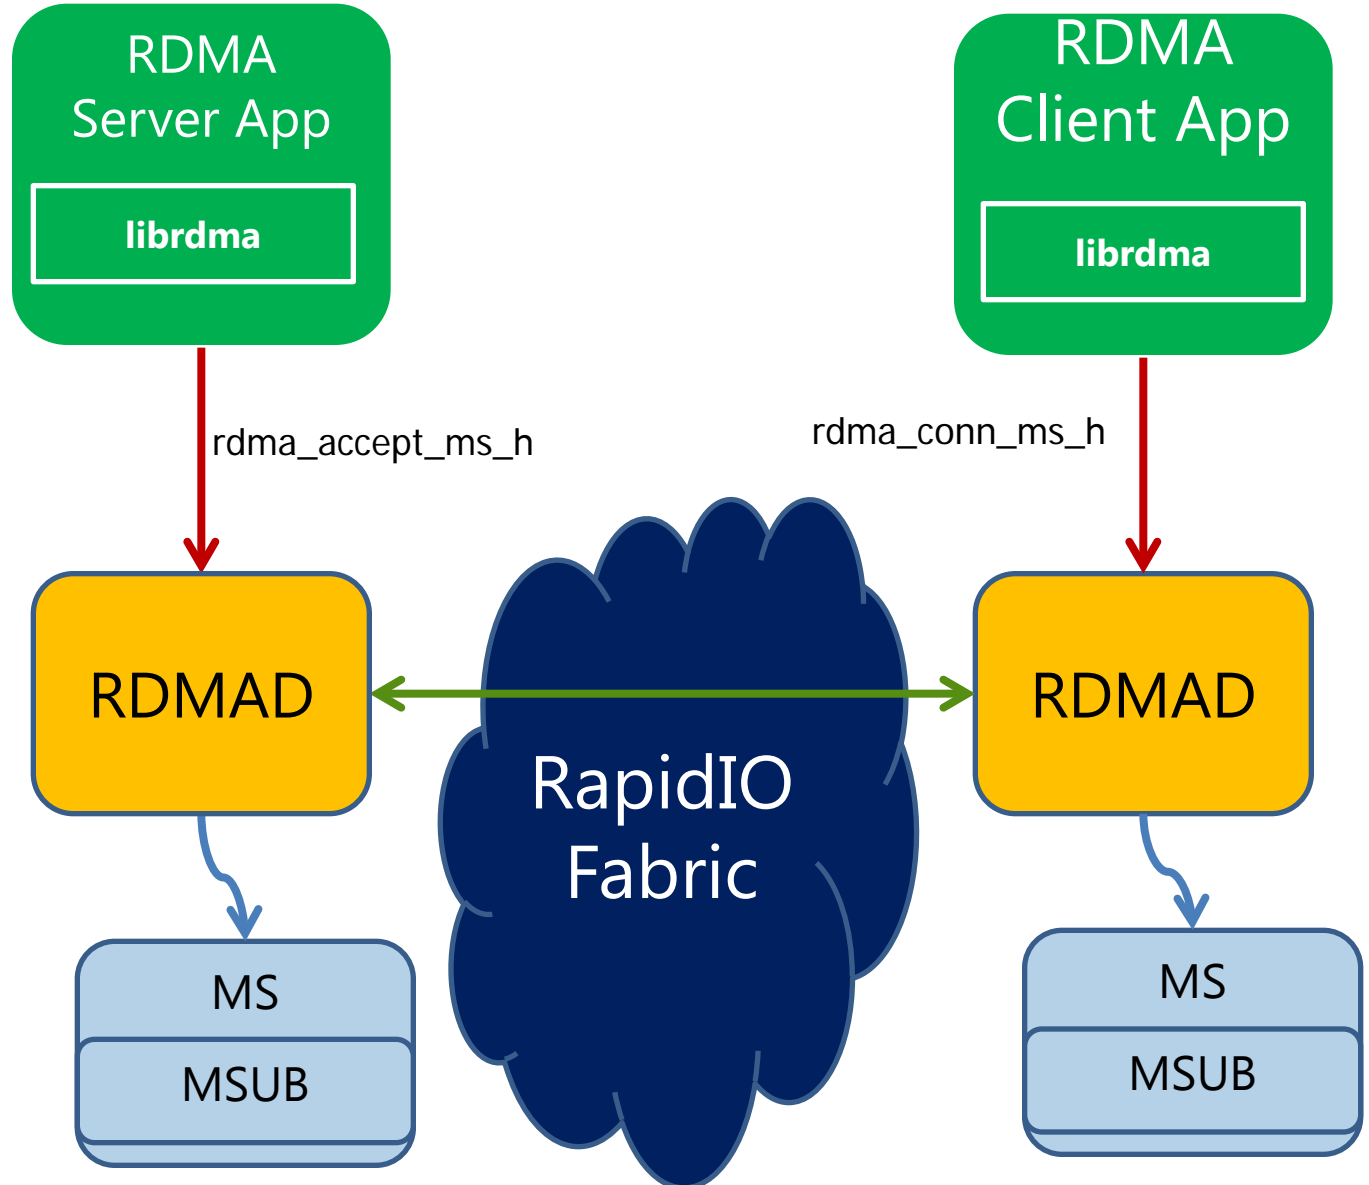 RDMA
Server App
librdma
RDMA
Client App
librdma
rdma_accept_ms_h
rdma_conn_ms_h
RDMAD
RDMAD
RapidIO
Fabric
MS
MSUB
MS
MSUB